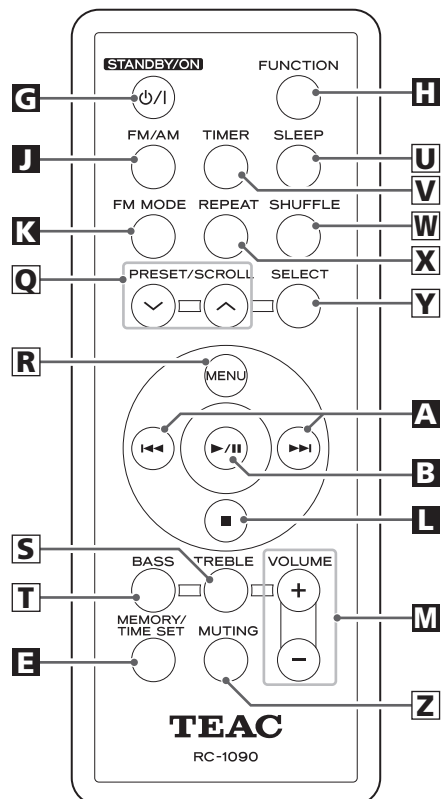 STANDBY/ON FUNCTION
G ⏻/I H
FM/AM TIMER SLEEP
J U
V
FM MODE REPEAT SHUFFLE
K W
X
Q PRESET/SCROLL SELECT
Y
R MENU
A
B
L
S
BASS TREBLE VOLUME
T +
M
MEMORY/
TIME SET MUTING
E −
Z
TEAC
RC-1090